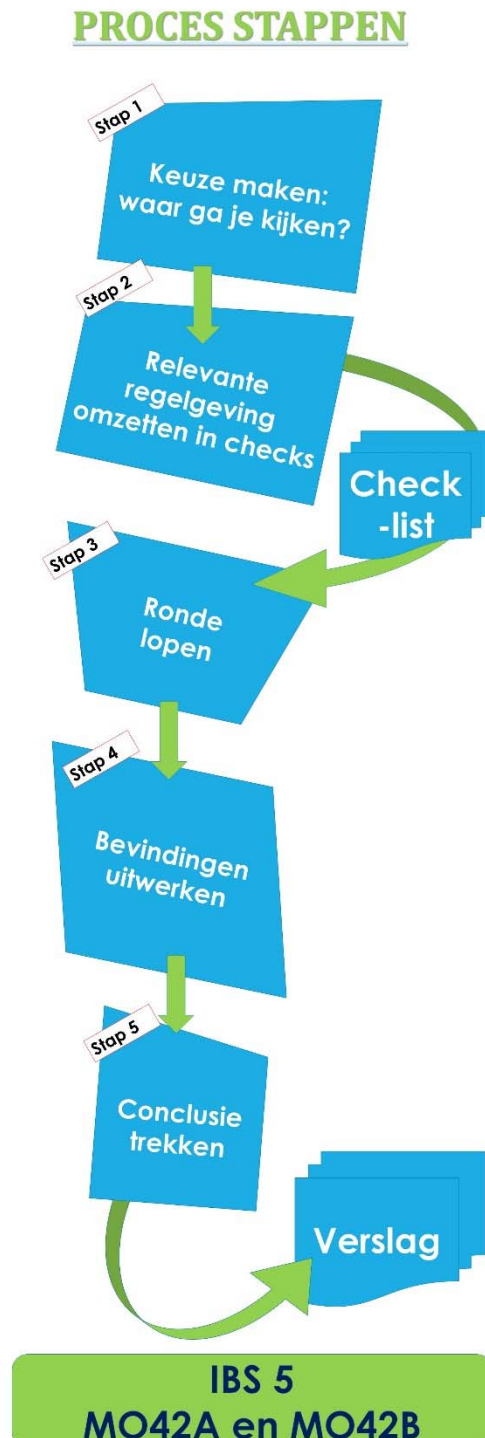 PROCES STAPPEN
Stap 1
Keuze maken:
waar ga je kijken?
Stap 2
Relevante
regelgeving
omzetten in checks
Check
-list
Stap 3
Ronde
lopen
Stap 4
Bevindingen
uitwerken
Stap 5
Conclusie
trekken
Verslag
IBS 5
MO42A en MO42B